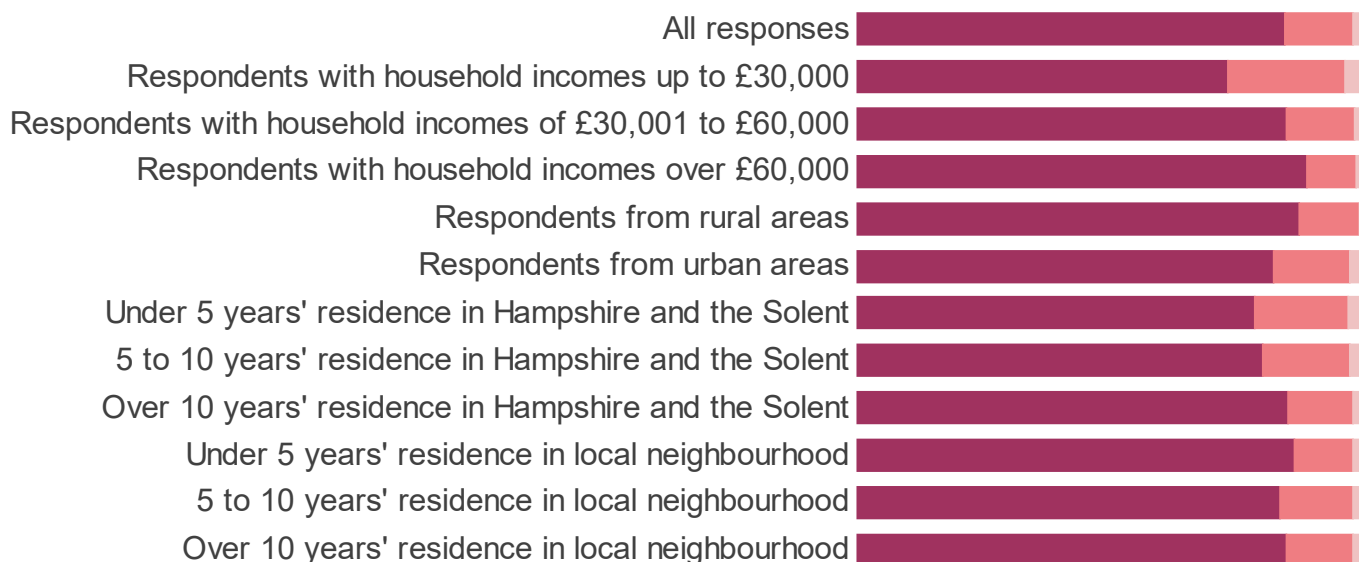 All responses
Respondents with household incomes up to £30,000
Respondents with household incomes of £30,001 to £60,000
Respondents with household incomes over £60,000
Respondents from rural areas
Respondents from urban areas
Under 5 years' residence in Hampshire and the Solent
5 to 10 years' residence in Hampshire and the Solent
Over 10 years' residence in Hampshire and the Solent
Under 5 years' residence in local neighbourhood
5 to 10 years' residence in local neighbourhood
Over 10 years' residence in local neighbourhood